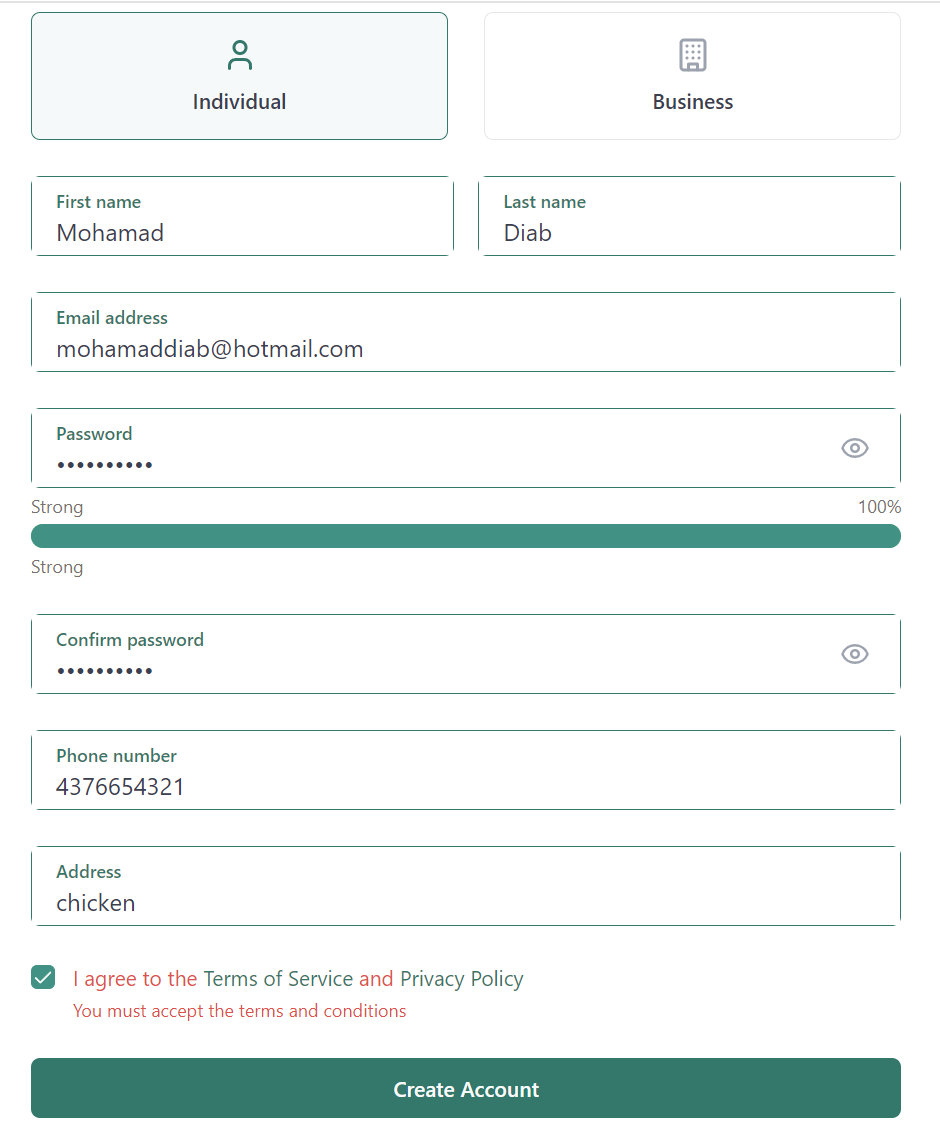 Individual
Business
First name
Mohamad
Last name
Diab
Email address
mohamaddiab@hotmail.com
Password
••••••••••
Strong 100%
Strong
Confirm password
••••••••••
Phone number
4376654321
Address
chicken
I agree to the Terms of Service and Privacy Policy
You must accept the terms and conditions
Create Account